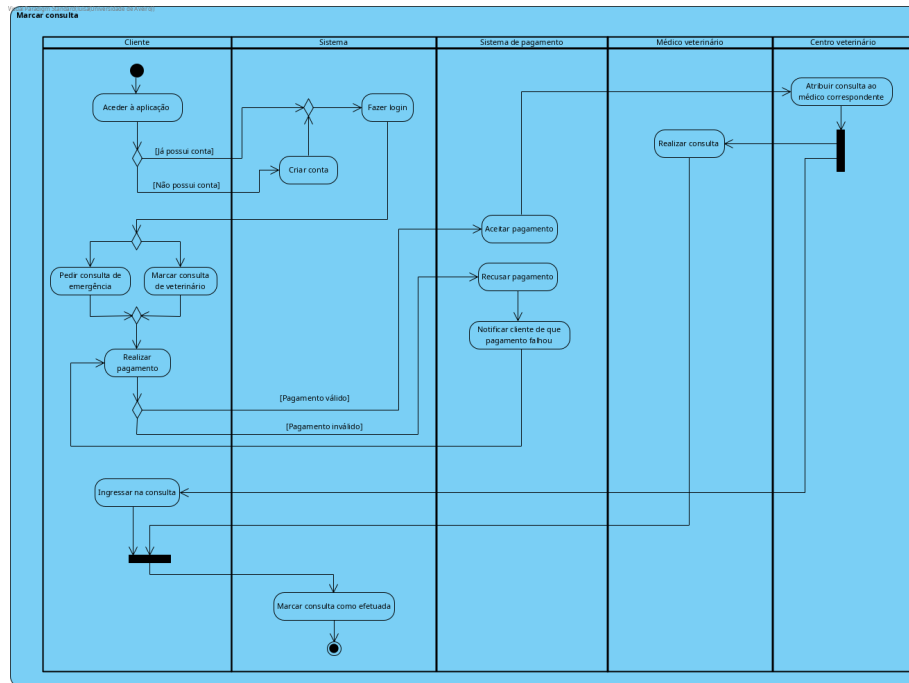 Marcar consulta
Cliente
Sistema
Sistema de pagamento
Médico veterinário
Centro veterinário
Aceder à aplicação
Fazer login
Atribuir consulta ao
médico correspondente
[Já possui conta]
Realizar consulta
Criar conta
[Não possui conta]
Aceitar pagamento
Pedir consulta de
emergência
Marcar consulta
de veterinário
Recusar pagamento
Notificar cliente de que
pagamento falhou
Realizar
pagamento
[Pagamento válido]
[Pagamento inválido]
Ingressar na consulta
Marcar consulta como efetuada